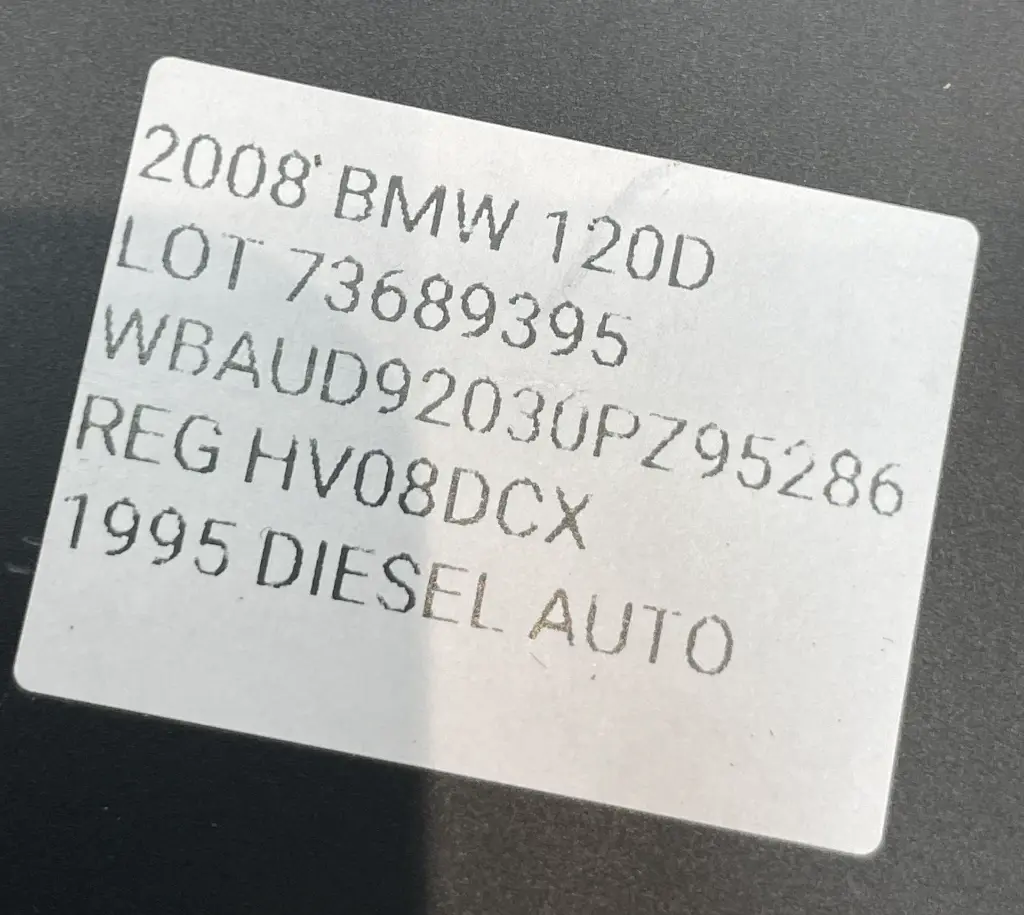 2008 BMW 120D
LOT 73689395
WBAUD92030PZ95286
REG HV08DCX
1995 DIESEL AUTO